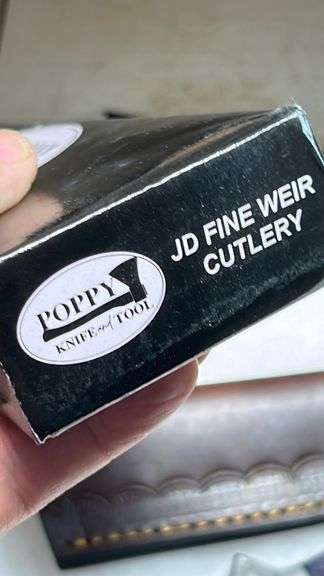 POPPY
KNIFE and TOOL
JD FINE WEIR
CUTLERY